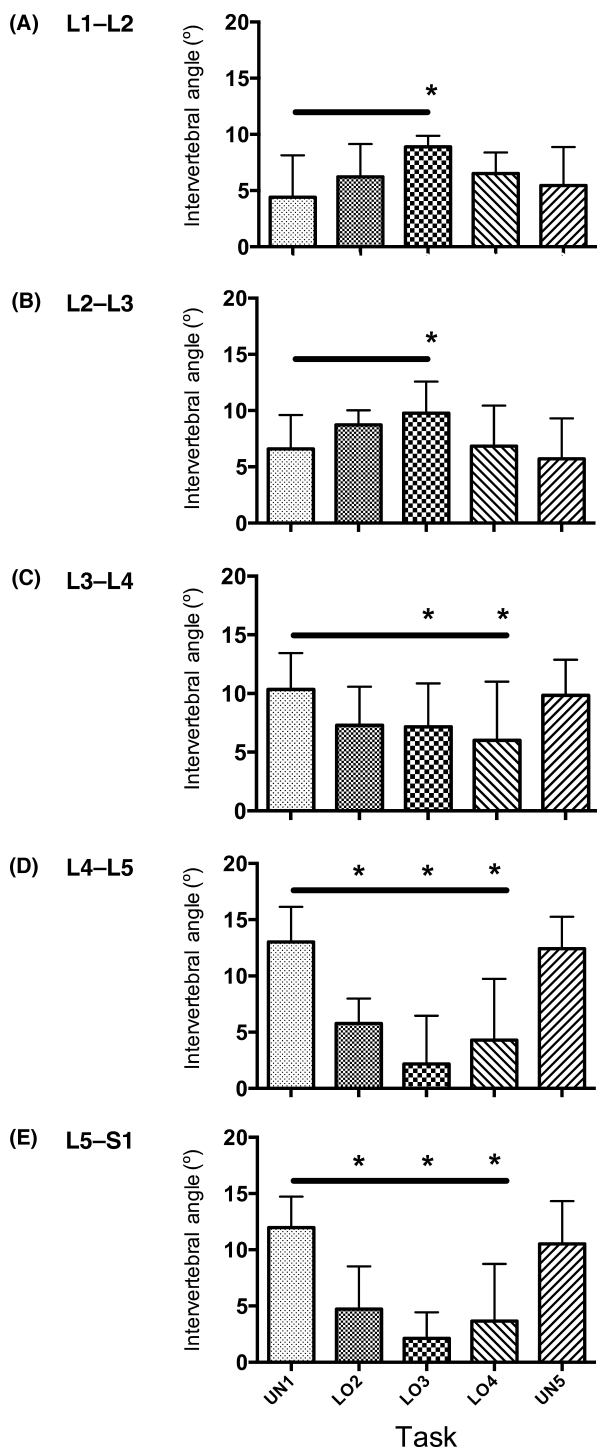 (A) L1–L2
Intervertebral angle (º)
20
15
10
5
0
*
(B) L2–L3
Intervertebral angle (º)
20
15
10
5
0
*
(C) L3–L4
Intervertebral angle (º)
20
15
10
5
0
* *
(D) L4–L5
Intervertebral angle (º)
20
15
10
5
0
* * *
(E) L5–S1
Intervertebral angle (º)
20
15
10
5
0
* * *
UN1 LO2 LO3 LO4 UN5
Task